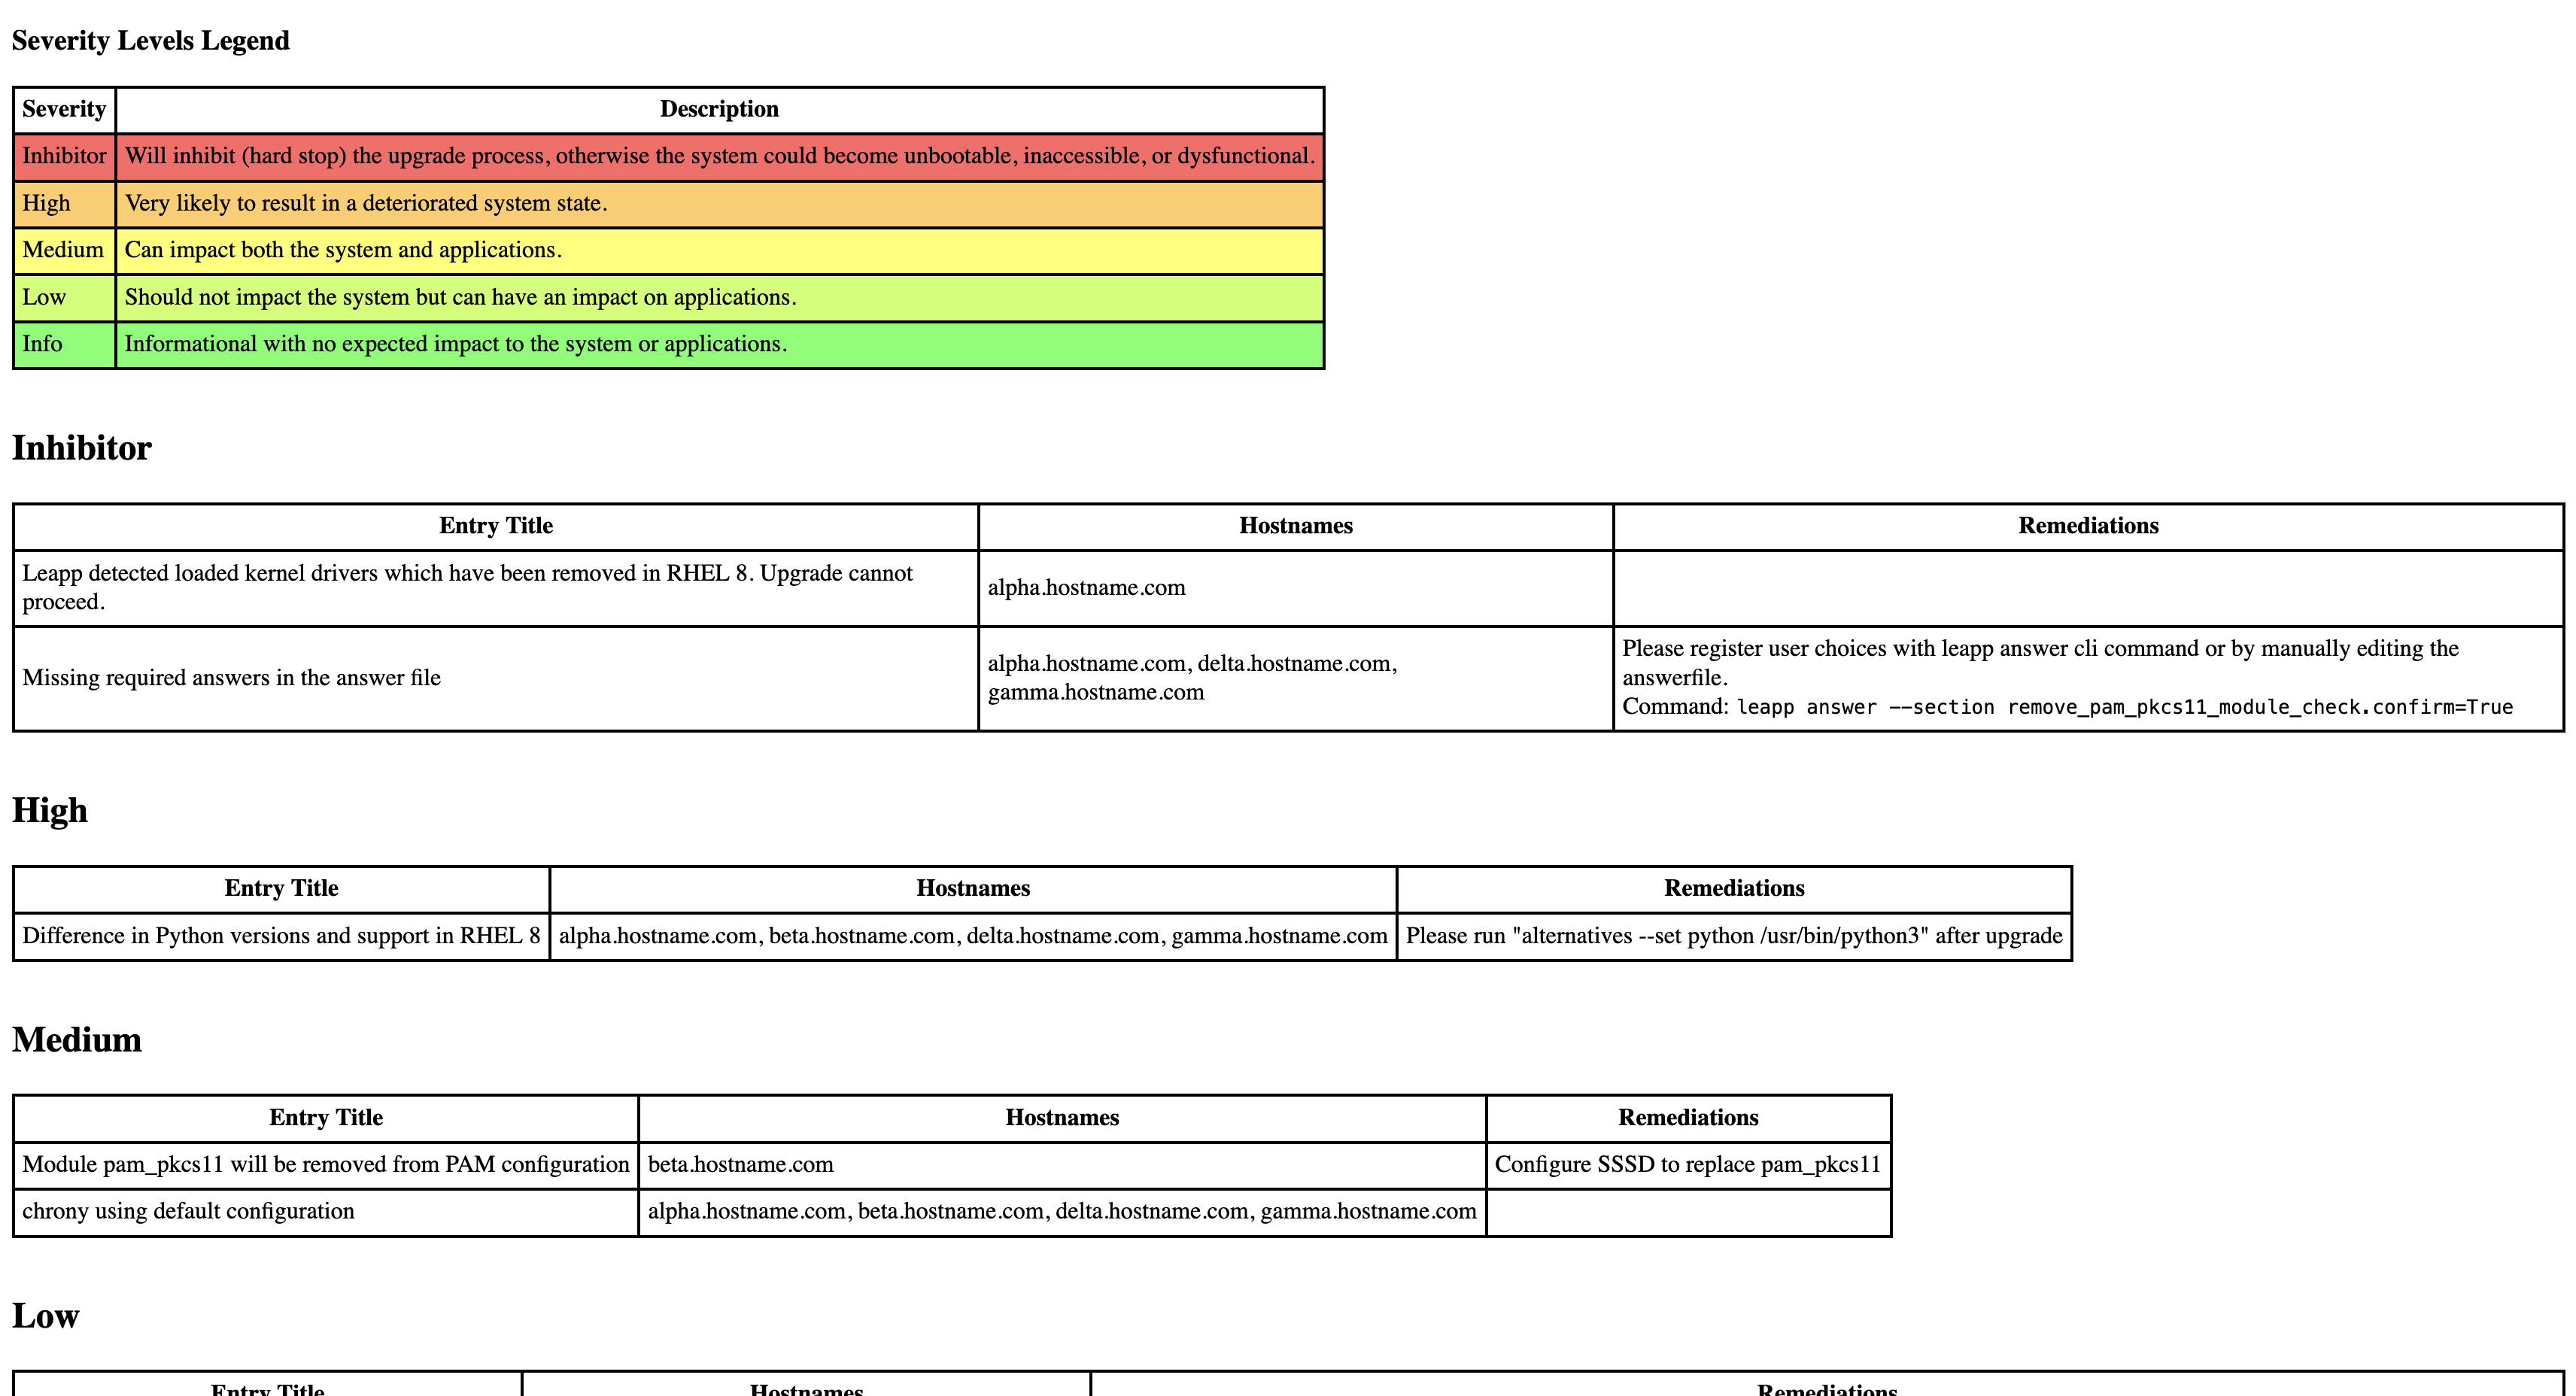 Severity Levels Legend
Severity Description
Inhibitor Will inhibit (hard stop) the upgrade process, otherwise the system could become unbootable, inaccessible, or dysfunctional.
High Very likely to result in a deteriorated system state.
Medium Can impact both the system and applications.
Low Should not impact the system but can have an impact on applications.
Info Informational with no expected impact to the system or applications.
Inhibitor
Entry Title Hostnames Remediations
Leapp detected loaded kernel drivers which have been removed in RHEL 8. Upgrade cannot
proceed.
alpha.hostname.com
Missing required answers in the answer file
alpha.hostname.com, delta.hostname.com,
gamma.hostname.com
Please register user choices with leapp answer cli command or by manually editing the
answerfile.
Command: leapp answer --section remove_pam_pkcs11_module_check.confirm=True
High
Entry Title Hostnames Remediations
Difference in Python versions and support in RHEL 8 alpha.hostname.com, beta.hostname.com, delta.hostname.com, gamma.hostname.com Please run "alternatives --set python /usr/bin/python3" after upgrade
Medium
Entry Title Hostnames Remediations
Module pam_pkcs11 will be removed from PAM configuration beta.hostname.com Configure SSSD to replace pam_pkcs11
chrony using default configuration alpha.hostname.com, beta.hostname.com, delta.hostname.com, gamma.hostname.com
Low
Entry Title Hostnames Remediations